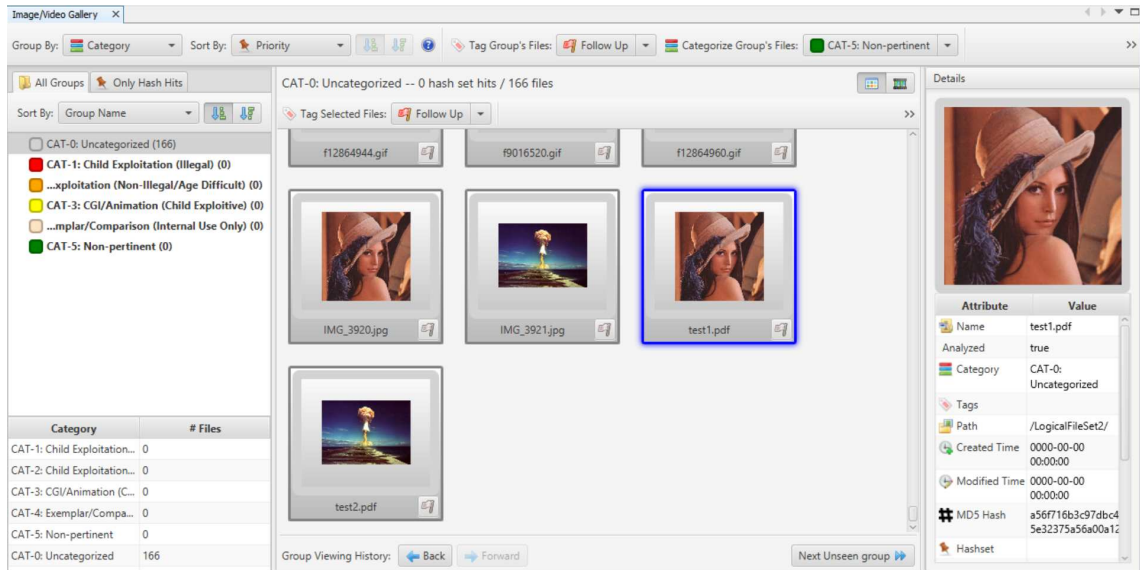 Image/Video Gallery
Group By: Category Sort By: Priority Tag Group's Files: Follow Up Categorize Group's Files: CAT-5: Non-pertinent
All Groups Only Hash Hits
Sort By: Group Name
CAT-0: Uncategorized (166)
CAT-1: Child Exploitation (Illegal) (0)
...xploitation (Non-Illegal/Age Difficult) (0)
CAT-3: CGI/Animation (Child Exploitive) (0)
...mplar/Comparison (Internal Use Only) (0)
CAT-5: Non-pertinent (0)
Category # Files
CAT-1: Child Exploitation... 0
CAT-2: Child Exploitation... 0
CAT-3: CGI/Animation (C... 0
CAT-4: Exemplar/Compa... 0
CAT-5: Non-pertinent 0
CAT-0: Uncategorized 166
CAT-0: Uncategorized -- 0 hash set hits / 166 files
Tag Selected Files: Follow Up
f12864944.gif f9016520.gif f12864960.gif
IMG_3920.jpg IMG_3921.jpg test1.pdf
test2.pdf
Group Viewing History: Back Forward Next Unseen group
Details
Attribute Value
Name test1.pdf
Analyzed true
Category CAT-0:
Uncategorized
Tags
Path /LogicalFileSet2/
Created Time 0000-00-00
00:00:00
Modified Time 0000-00-00
00:00:00
MD5 Hash a56f716b3c97dbc4
5e32375a56a00a12
Hashset